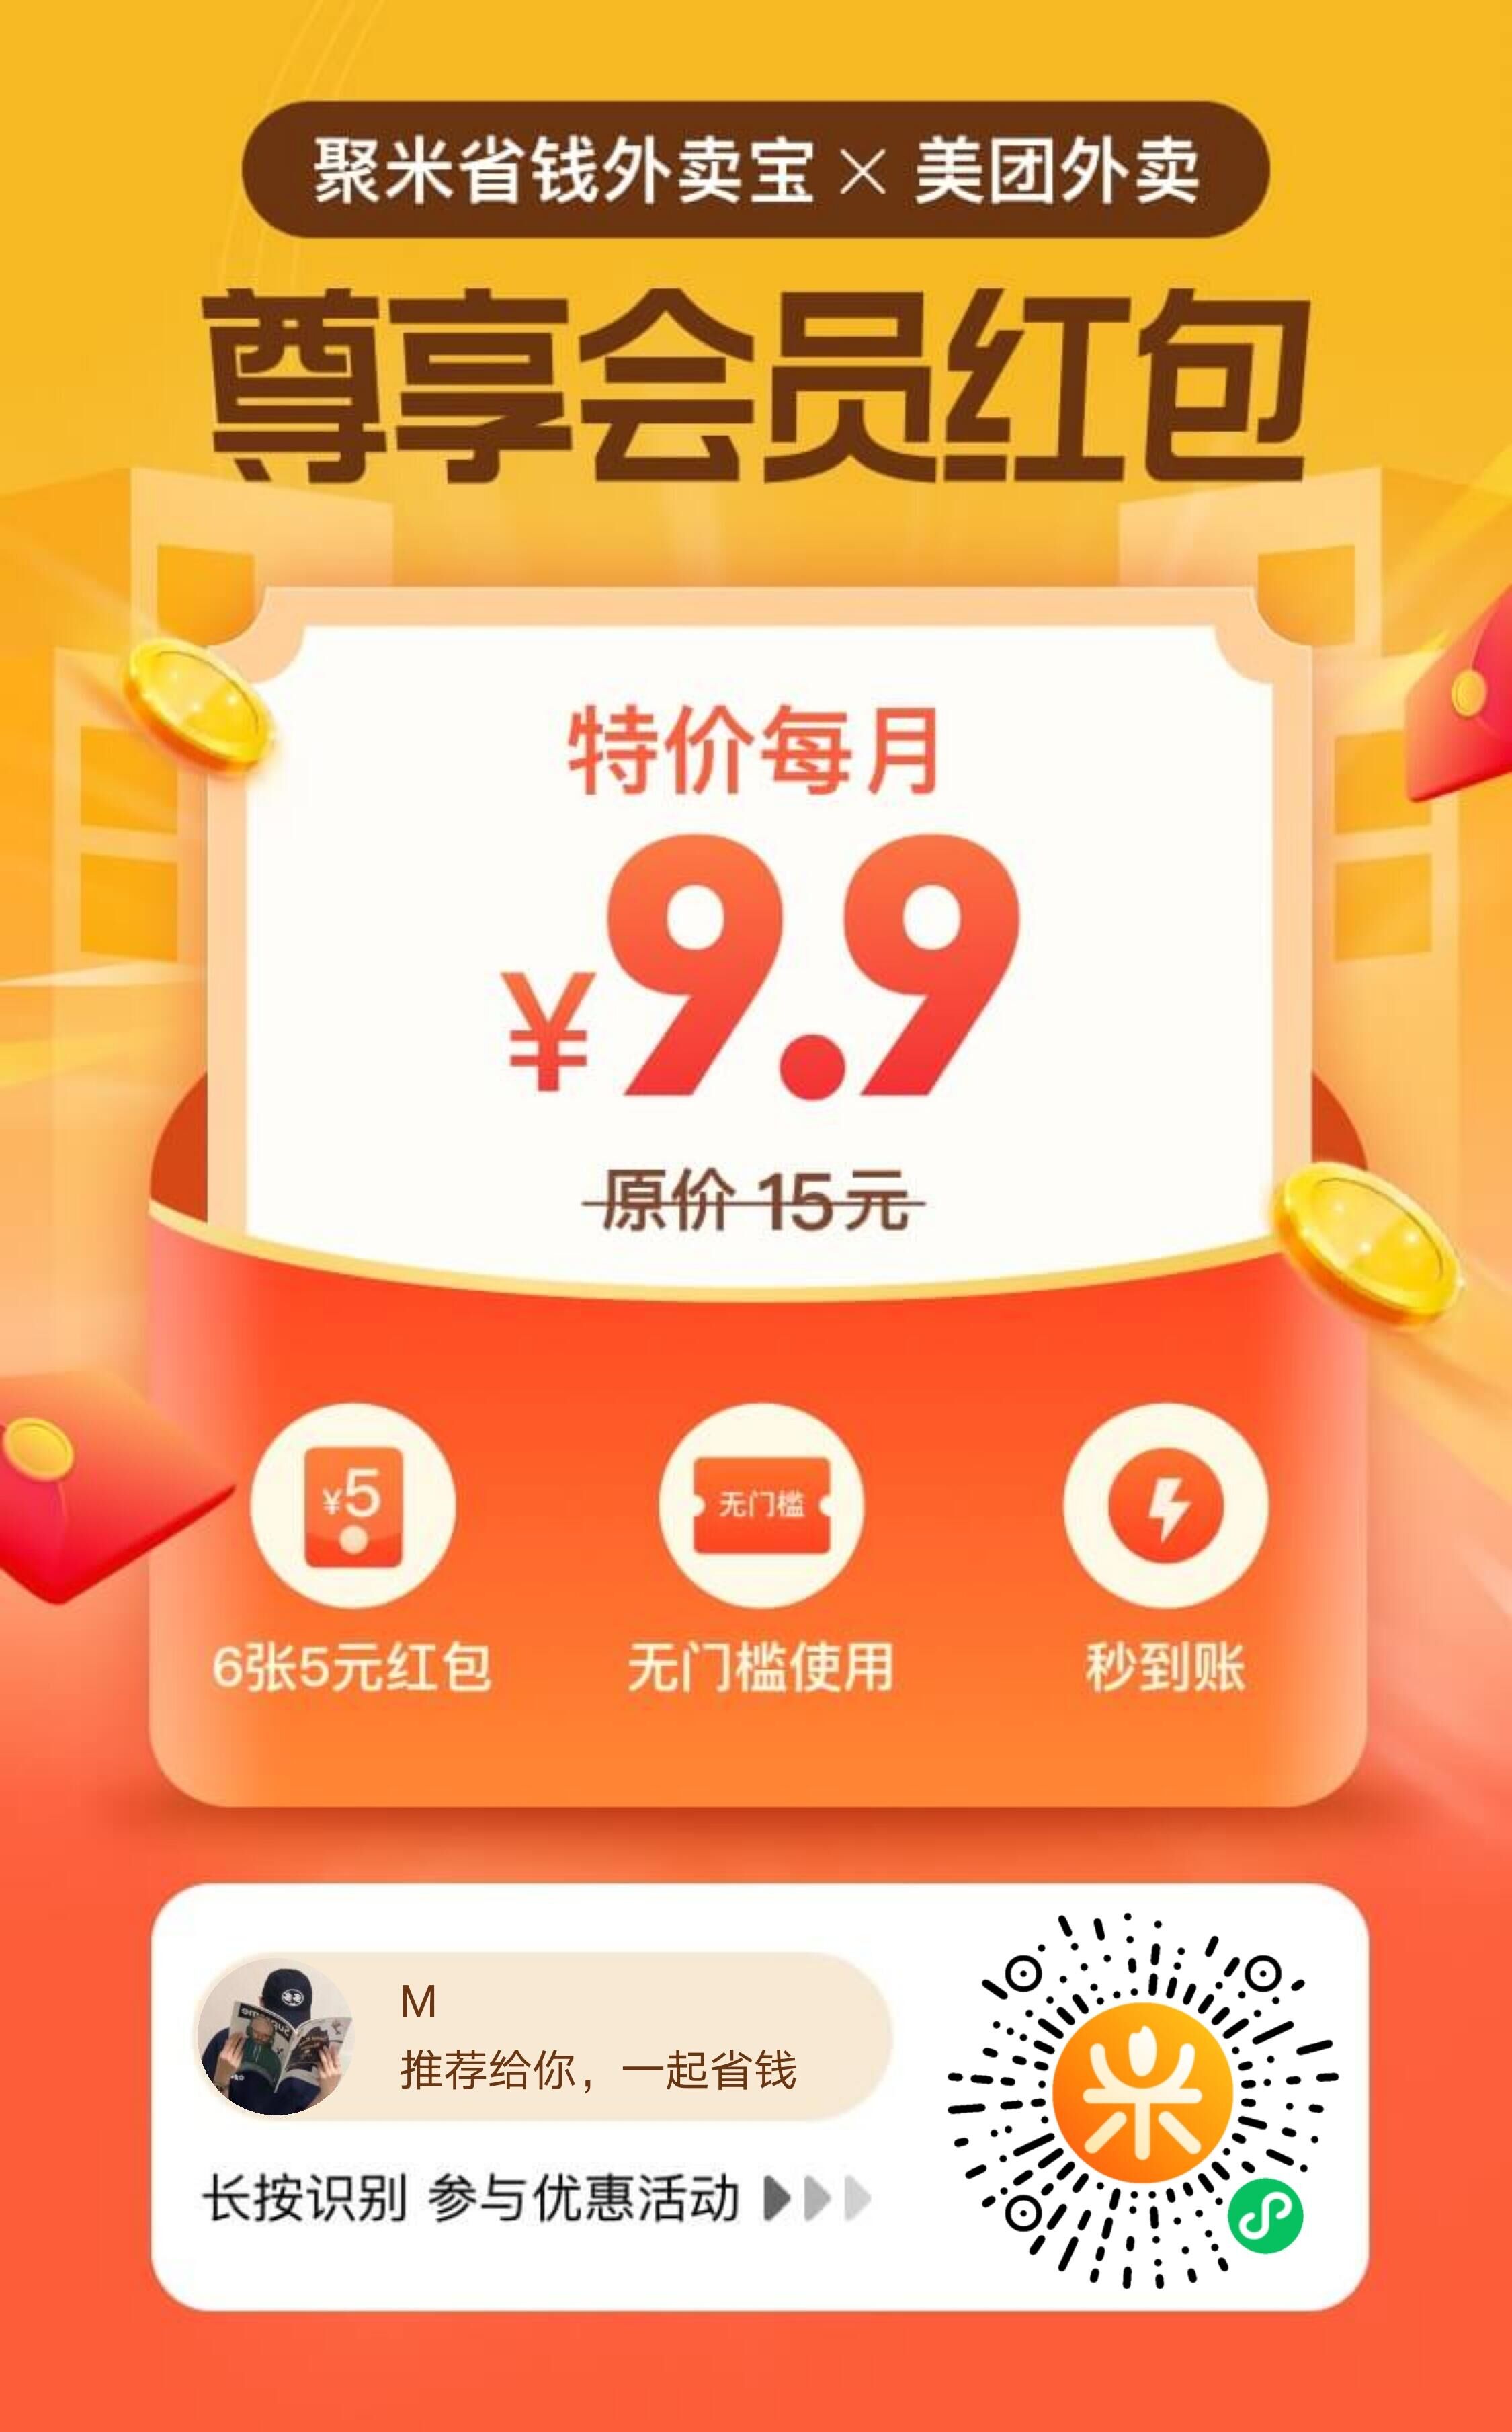 聚米省钱外卖宝 × 美团外卖
尊享会员红包
特价每月
¥9.9
原价 15元
¥5
无门槛
6张5元红包
无门槛使用
秒到账
M
推荐给你，一起省钱
长按识别 参与优惠活动
米